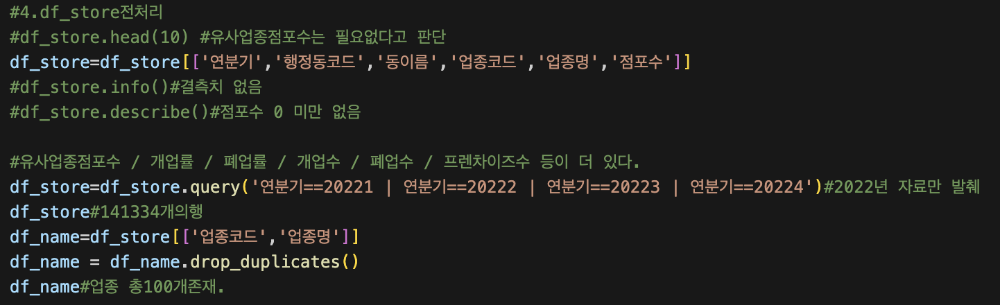 #4.df_store전처리
#df_store.head(10) #유사업종점포수는 필요없다고 판단
df_store=df_store[['연분기','행정동코드','동이름','업종코드','업종명','점포수']]
#df_store.info()#결측치 없음
#df_store.describe()#점포수 0 미만 없음
#유사업종점포수 / 개업률 / 폐업률 / 개업수 / 폐업수 / 프렌차이즈수 등이 더 있다.
df_store=df_store.query('연분기==20221 | 연분기==20222 | 연분기==20223 | 연분기==20224')#2022년 자료만 발췌
df_store#141334개의행
df_name=df_store[['업종코드','업종명']]
df_name = df_name.drop_duplicates()
df_name#업종 총100개존재.